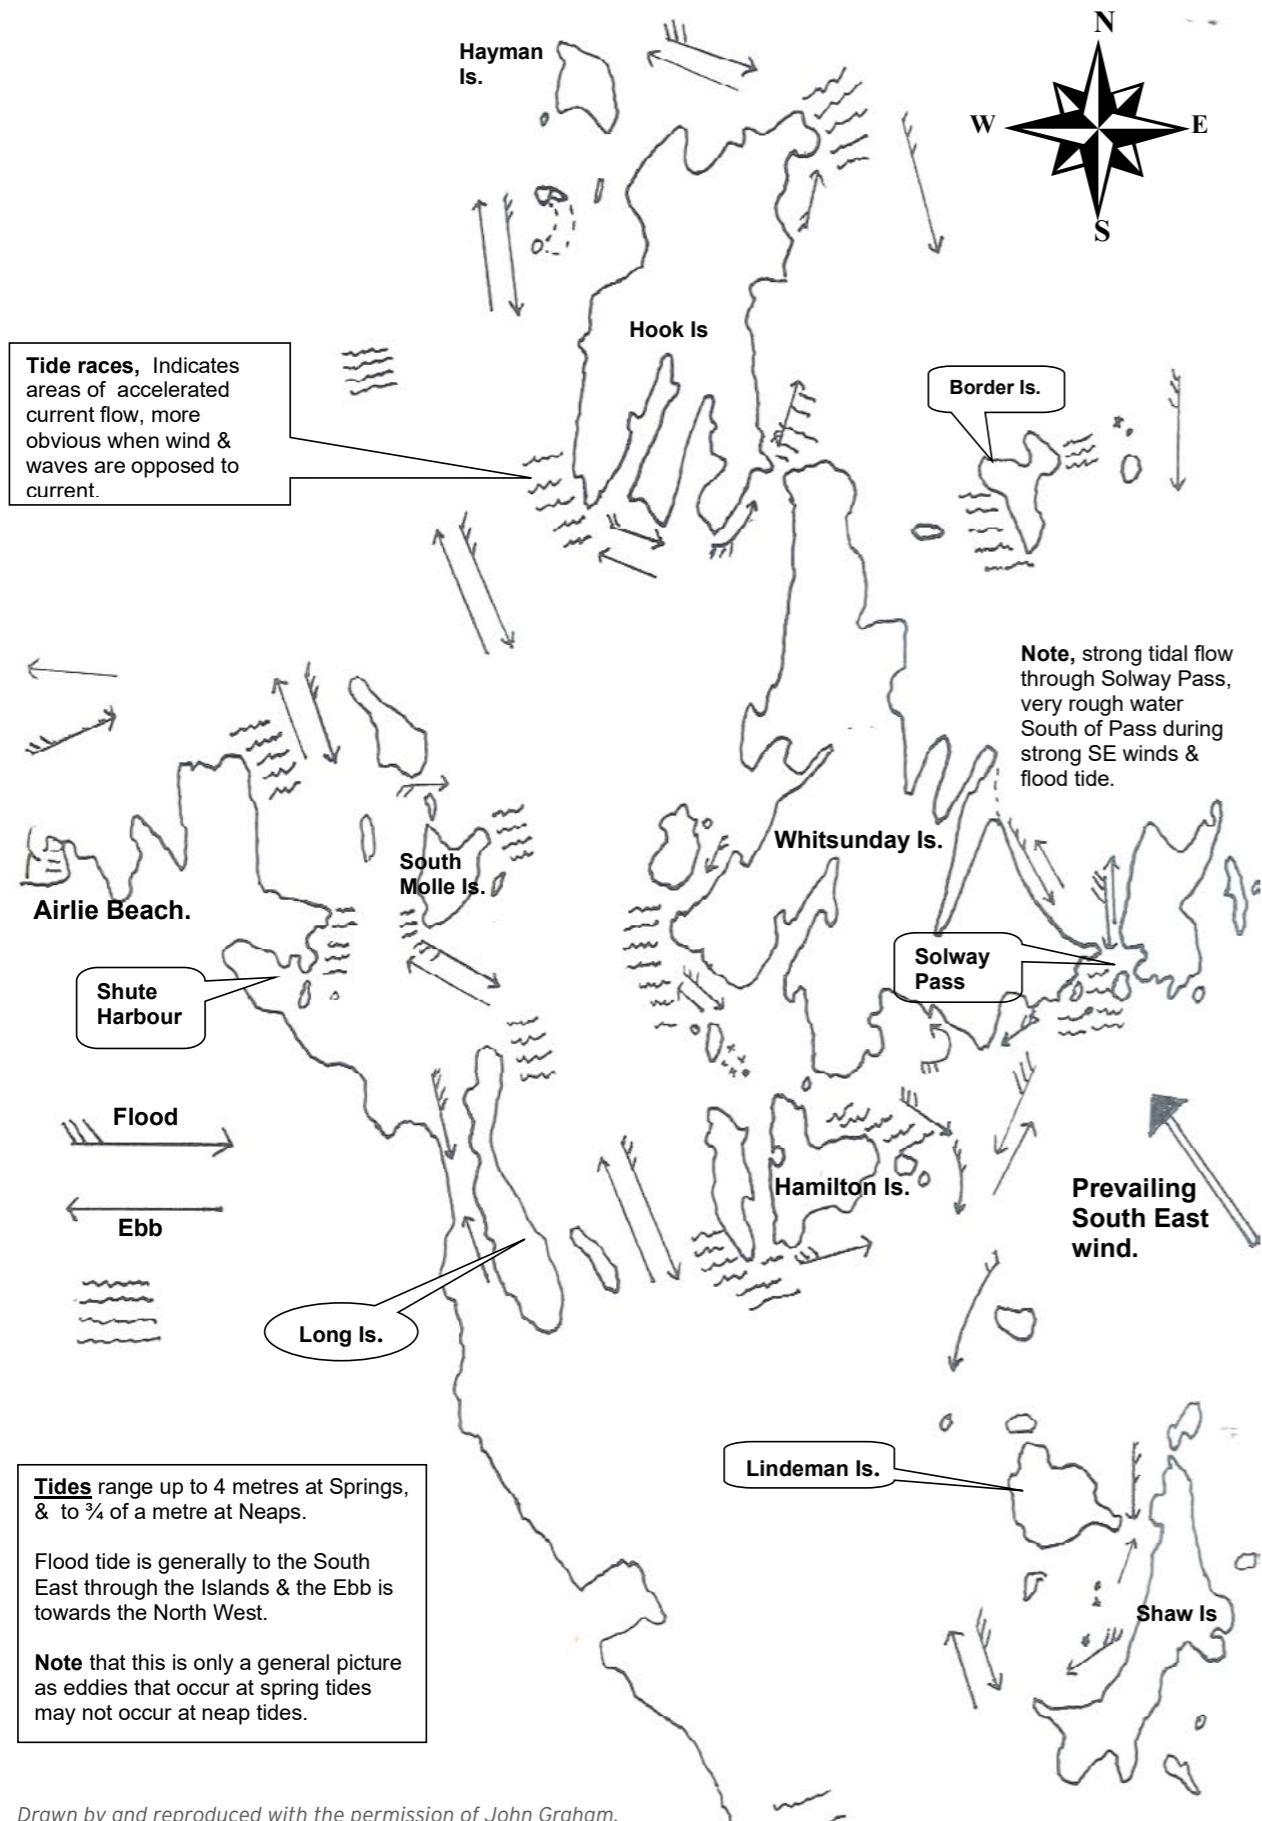 N
Hayman
Is.
W
E
S
Hook Is
Tide races, Indicates
areas of accelerated
current flow, more
obvious when wind &
waves are opposed to
current.
Border Is.
Note, strong tidal flow
through Solway Pass,
very rough water
South of Pass during
strong SE winds &
flood tide.
Whitsunday Is.
South
Molle Is.
Airlie Beach.
Solway
Pass
Shute
Harbour
Flood
Ebb
Hamilton Is.
Prevailing
South East
wind.
Long Is.
Lindeman Is.
Tides range up to 4 metres at Springs,
& to ¾ of a metre at Neaps.
Flood tide is generally to the South
East through the Islands & the Ebb is
towards the North West.
Note that this is only a general picture
as eddies that occur at spring tides
may not occur at neap tides.
Shaw Is
Drawn by and reproduced with the permission of John Graham.